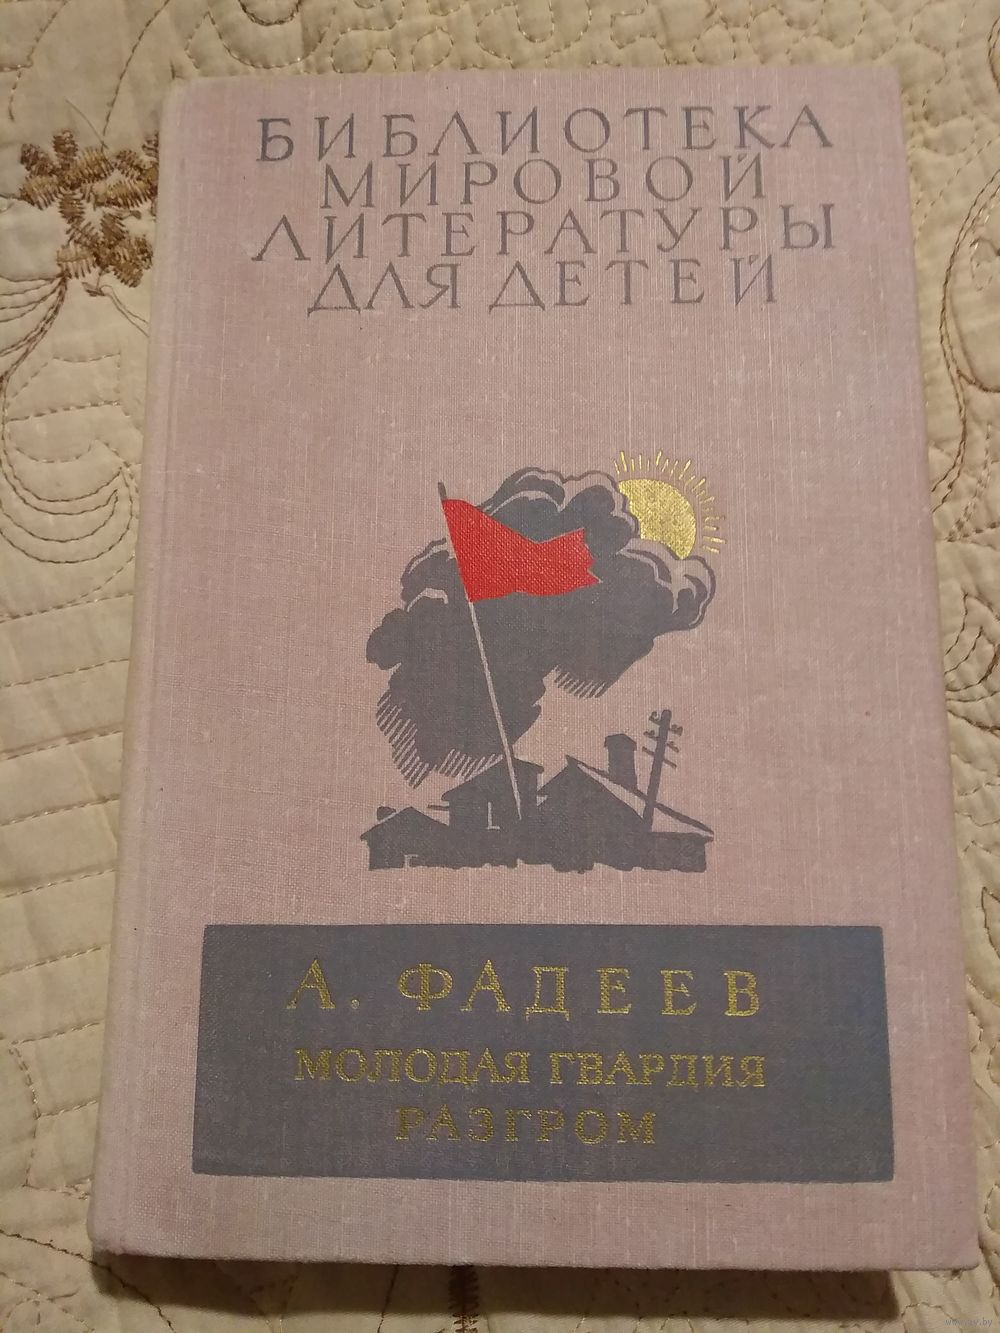 БИБЛИОТЕКА
МИРОВОЙ
ЛИТЕРАТУРЫ
ДЛЯ ДЕТЕЙ
А. ФАДЕЕВ
МОЛОДАЯ ГВАРДИЯ
РАЗГРОМ